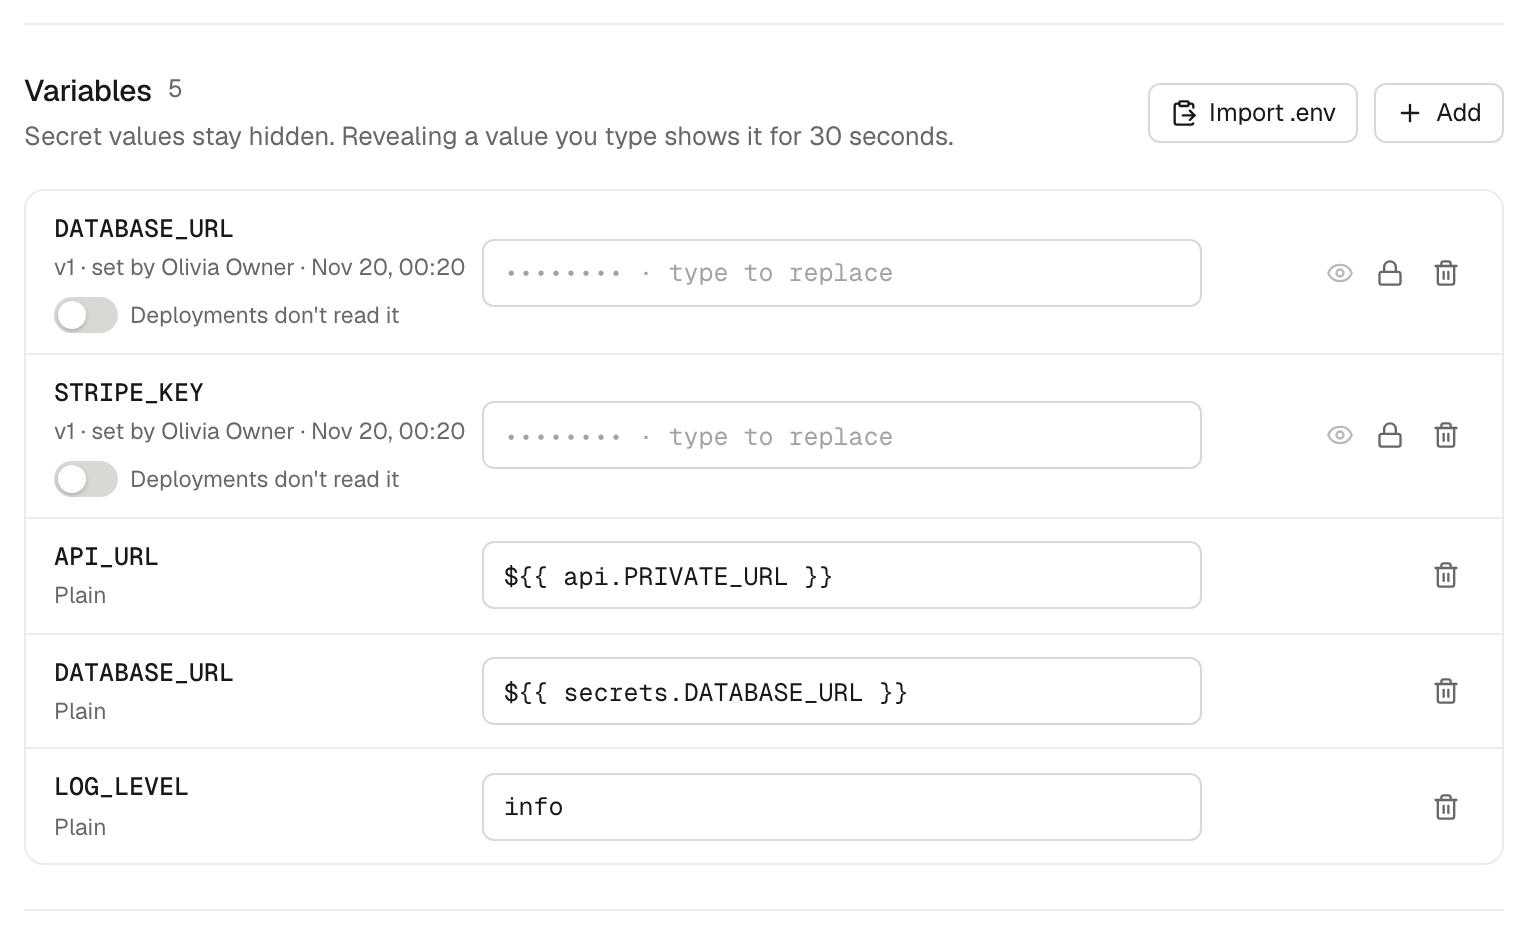 Variables 5
Secret values stay hidden. Revealing a value you type shows it for 30 seconds.
Import .env
Add
DATABASE_URL
v1 · set by Olivia Owner · Nov 20, 00:20
Deployments don't read it
•••••••• · type to replace
STRIPE_KEY
v1 · set by Olivia Owner · Nov 20, 00:20
Deployments don't read it
•••••••• · type to replace
API_URL
Plain
${{ api.PRIVATE_URL }}
DATABASE_URL
Plain
${{ secrets.DATABASE_URL }}
LOG_LEVEL
Plain
info